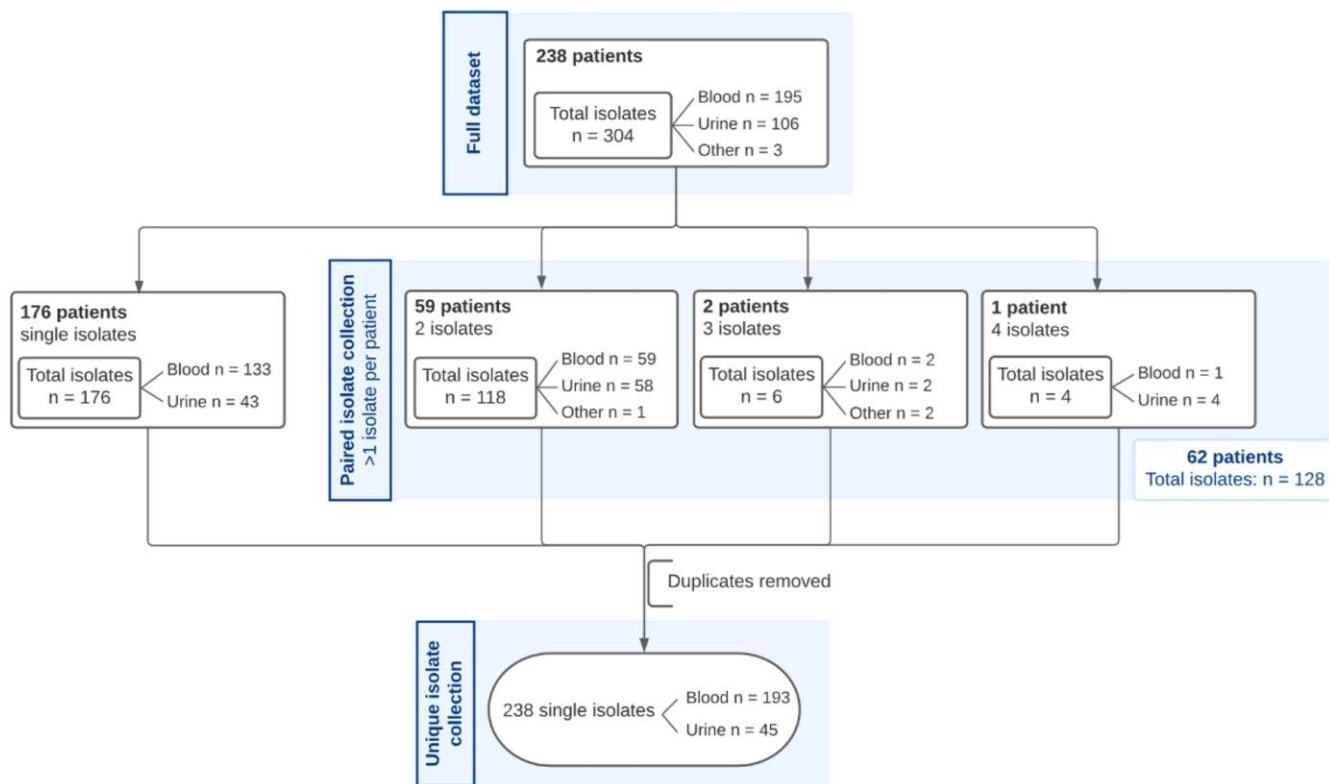 Full dataset
238 patients
Total isolates
n = 304
Blood n = 195
Urine n = 106
Other n = 3
176 patients
single isolates
Total isolates
n = 176
Blood n = 133
Urine n = 43
Paired isolate collection
>1 isolate per patient
59 patients
2 isolates
Total isolates
n = 118
Blood n = 59
Urine n = 58
Other n = 1
2 patients
3 isolates
Total isolates
n = 6
Blood n = 2
Urine n = 2
Other n = 2
1 patient
4 isolates
Total isolates
n = 4
Blood n = 1
Urine n = 4
62 patients
Total isolates: n = 128
Duplicates removed
Unique isolate
collection
238 single isolates
Blood n = 193
Urine n = 45